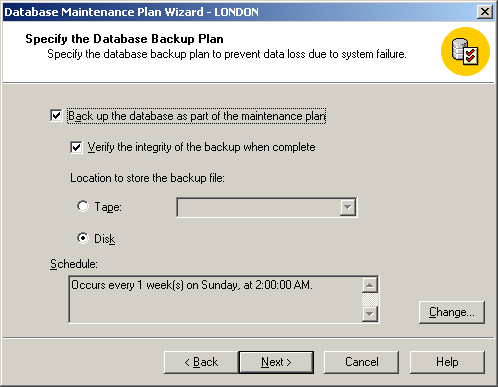 Database Maintenance Plan Wizard - LONDON
Specify the Database Backup Plan
Specify the database backup plan to prevent data loss due to system failure.
Back up the database as part of the maintenance plan
Verify the integrity of the backup when complete
Location to store the backup file:
Tape:
Disk
Schedule:
Occurs every 1 week(s) on Sunday, at 2:00:00 AM.
Change...
< Back
Next >
Cancel
Help